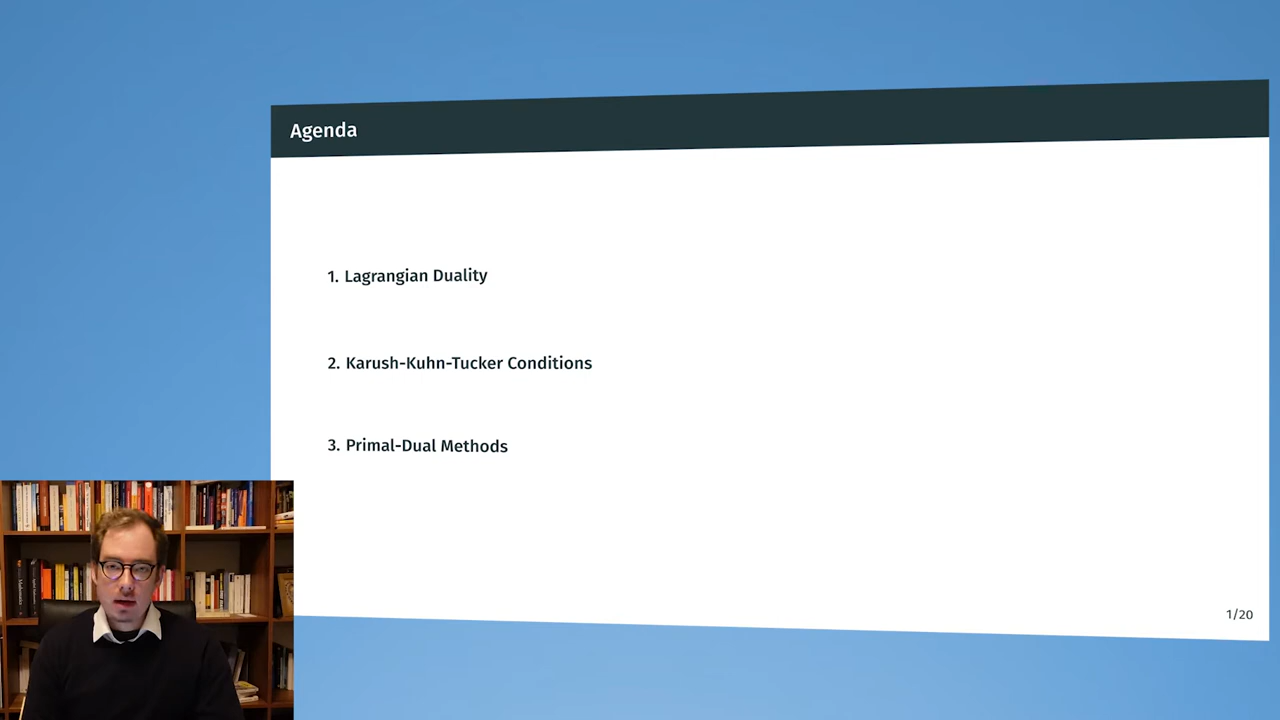 Agenda
1. Lagrangian Duality
2. Karush-Kuhn-Tucker Conditions
3. Primal-Dual Methods
1/20